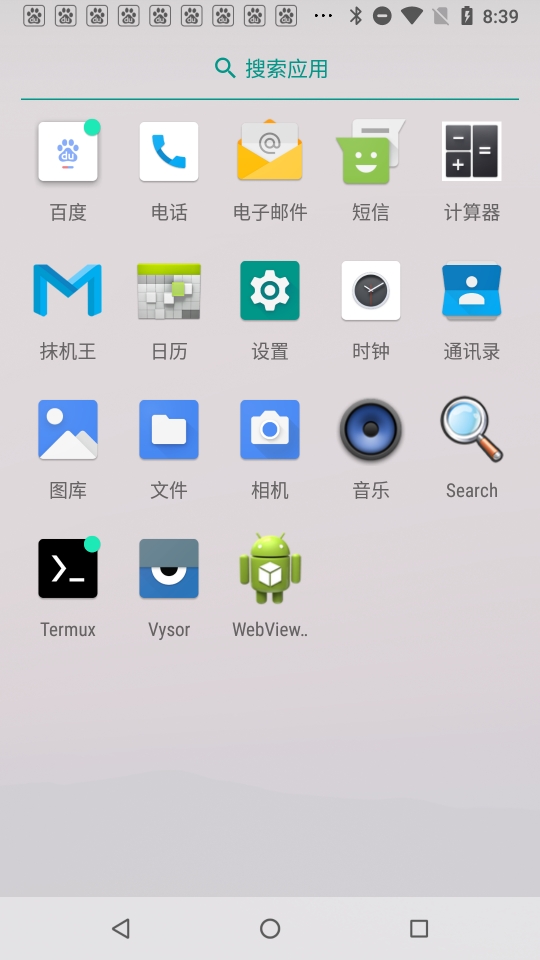 8:39
搜索应用
du
百度
电话
@
电子邮件
短信
计算器
抹机王
日历
设置
时钟
通讯录
图库
文件
相机
音乐
Search
Termux
Vysor
WebView..